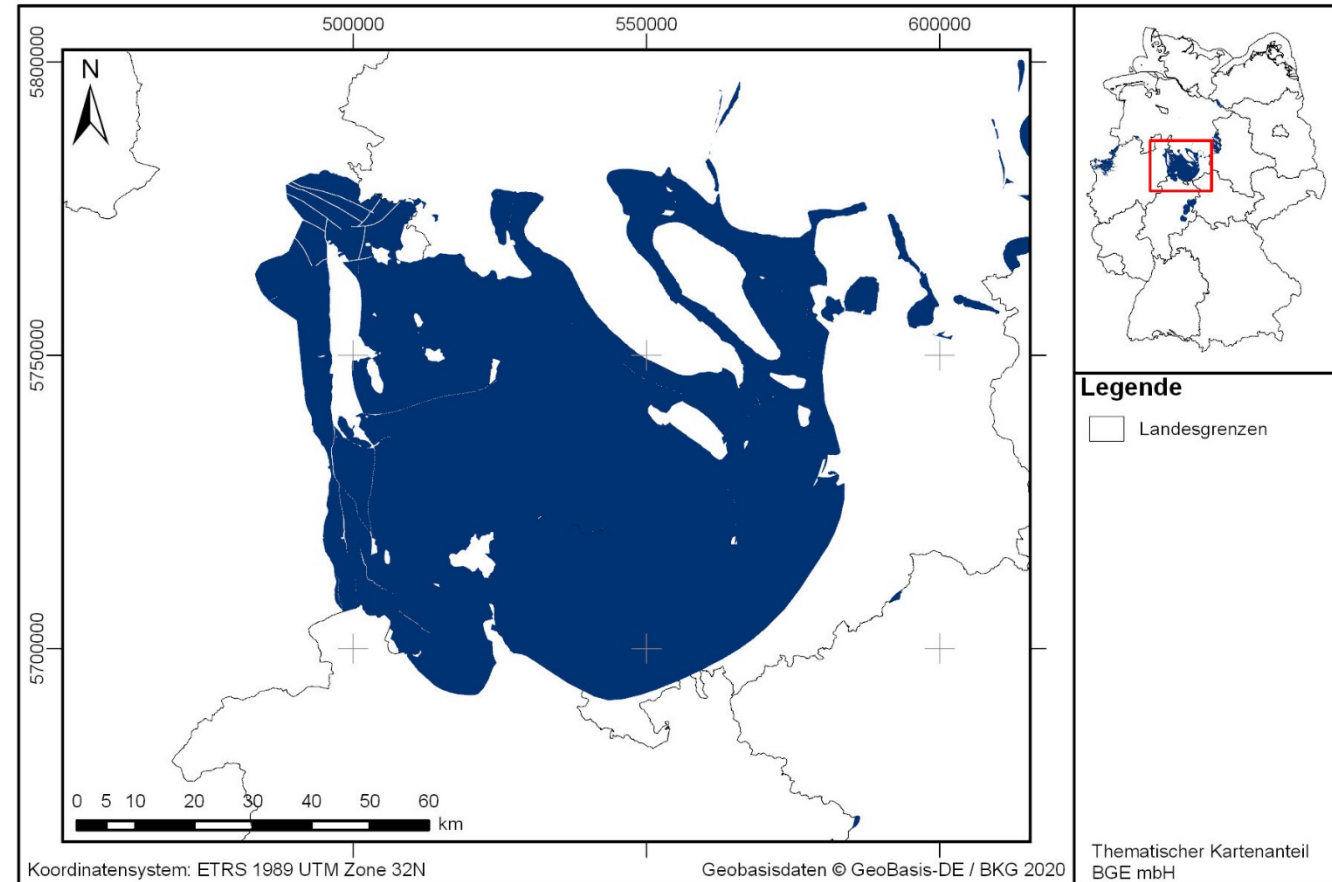 500000 550000 600000
5800000
5750000
5700000
N
0 5 10 20 30 40 50 60
km
Koordinatensystem: ETRS 1989 UTM Zone 32N
Geobasisdaten © GeoBasis-DE / BKG 2020
Legende
Landesgrenzen
Thematischer Kartenanteil
BGE mbH